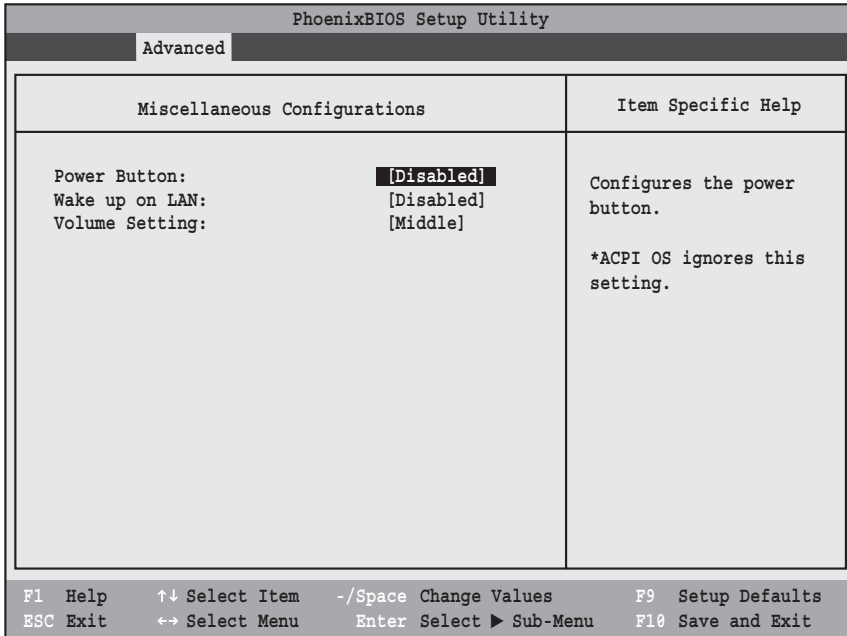 PhoenixBIOS Setup Utility
Advanced
Miscellaneous Configurations
Item Specific Help
Power Button: [Disabled]
Wake up on LAN: [Disabled]
Volume Setting: [Middle]
Configures the power
button.
*ACPI OS ignores this
setting.
F1 Help ↑↓ Select Item -/Space Change Values F9 Setup Defaults
ESC Exit ←→ Select Menu Enter Select ▶ Sub-Menu F10 Save and Exit